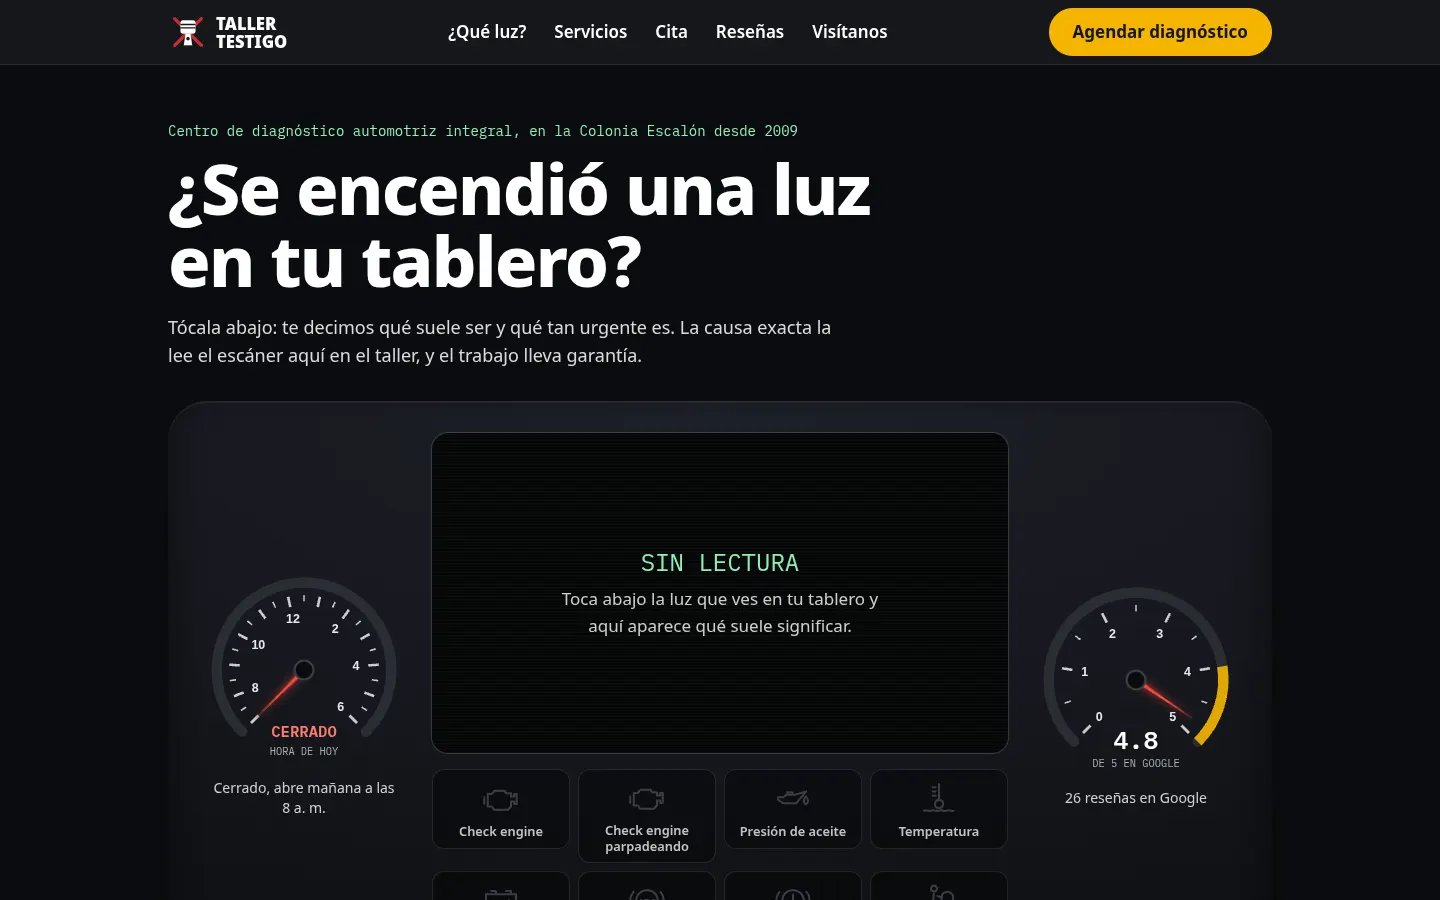 TALLER
TESTIGO
¿Qué luz?
Servicios
Cita
Reseñas
Visítanos
Agendar diagnóstico
Centro de diagnóstico automotriz integral, en la Colonia Escalón desde 2009
¿Se encendió una luz
en tu tablero?
Tócala abajo: te decimos qué suele ser y qué tan urgente es. La causa exacta la
lee el escáner aquí en el taller, y el trabajo lleva garantía.
8
10
12
2
4
6
CERRADO
HORA DE HOY
Cerrado, abre mañana a las
8 a. m.
SIN LECTURA
Toca abajo la luz que ves en tu tablero y
aquí aparece qué suele significar.
0
1
2
3
4
5
4.8
DE 5 EN GOOGLE
26 reseñas en Google
Check engine
Check engine
parpadeando
Presión de aceite
Temperatura